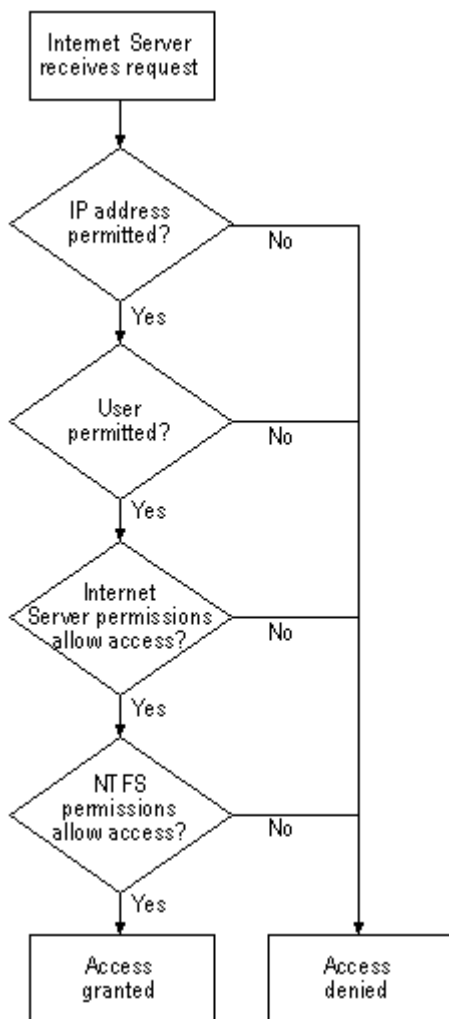 Internet Server
receives request
IP address
permitted?
No
Yes
User
permitted?
No
Yes
Internet
Server permissions
allow access?
No
Yes
NTFS
permissions
allow access?
No
Yes
Access
granted
Access
denied